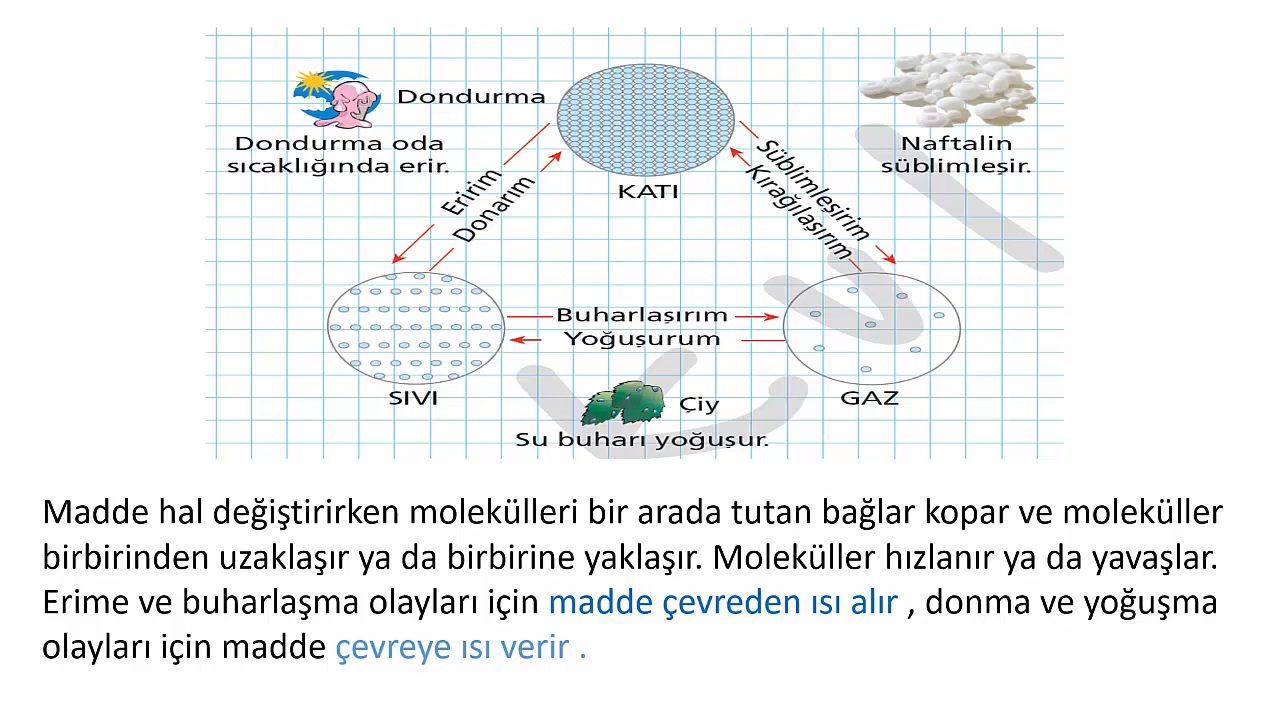 Dondurma
Dondurma oda
sıcaklığında erir.
KATI
Naftalin
süblimleşir.
Eririm
Donarım
Süblimleşirim
Kırağılaşırım
Buharlaşırım
Yoğuşurum
SIVI
GAZ
Çiy
Su buharı yoğuşur.
Madde hal değiştirirken molekülleri bir arada tutan bağlar kopar ve moleküller
birbirinden uzaklaşır ya da birbirine yaklaşır. Moleküller hızlanır ya da yavaşlar.
Erime ve buharlaşma olayları için madde çevreden ısı alır , donma ve yoğuşma
olayları için madde çevreye ısı verir .